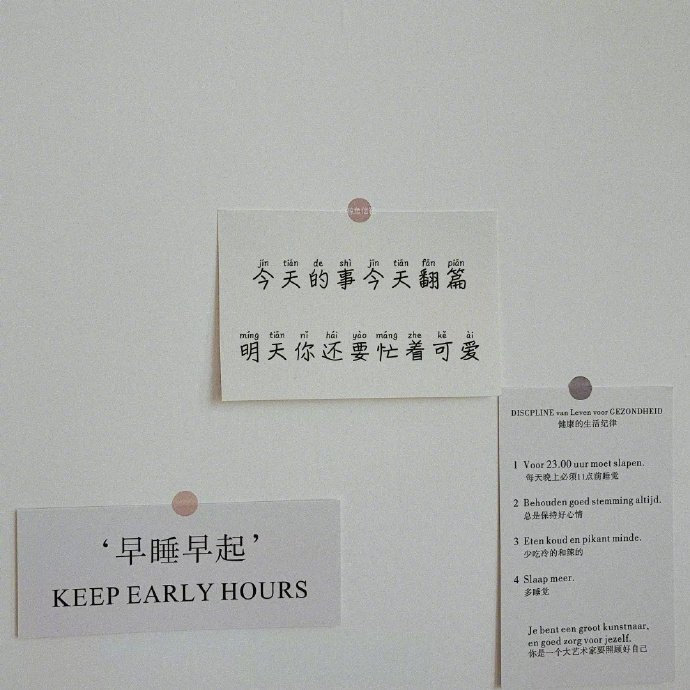 jīn tiān de shì jīn tiān fān piān
今天的事今天翻篇
míng tiān nǐ hái yào máng zhe kě ài
明天你还要忙着可爱
‘早睡早起’
KEEP EARLY HOURS
DISCPLINE van Leven voor GEZONDHEID
健康的生活纪律
1 Voor 23.00 uur moet slapen.
每天晚上必须11点前睡觉
2 Behouden goed stemming altijd.
总是保持好心情
3 Eten koud en pikant minde.
少吃冷的和辣的
4 Slaap meer.
多睡觉
Je bent een groot kunstnaar,
en goed zorg voor jezelf.
你是一个大艺术家要照顾好自己